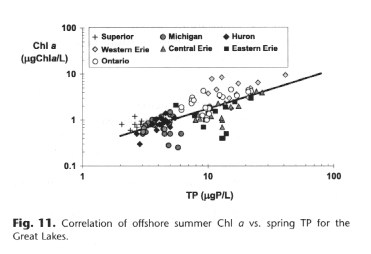 100
Chl a
(µgChla/L)
10
1
0.1
+ Superior ● Michigan ◆ Huron
◇ Western Erie ▲ Central Erie ■ Eastern Erie
○ Ontario
1 10 100
TP (µgP/L)
Fig. 11. Correlation of offshore summer Chl a vs. spring TP for the
Great Lakes.